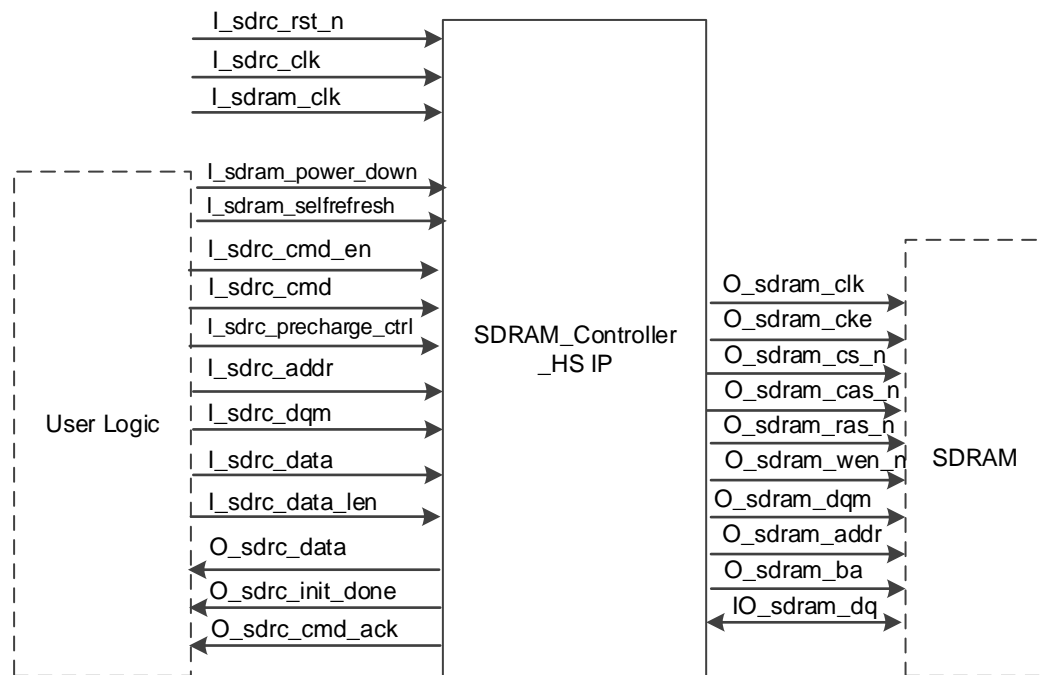 I_sdrc_rst_n
I_sdrc_clk
I_sdram_clk
I_sdram_power_down
I_sdram_selfrefresh
I_sdrc_cmd_en
I_sdrc_cmd
I_sdrc_precharge_ctrl
I_sdrc_addr
I_sdrc_dqm
I_sdrc_data
I_sdrc_data_len
O_sdrc_data
O_sdrc_init_done
O_sdrc_cmd_ack
User Logic
SDRAM_Controller
_HS IP
O_sdram_clk
O_sdram_cke
O_sdram_cs_n
O_sdram_cas_n
O_sdram_ras_n
O_sdram_wen_n
O_sdram_dqm
O_sdram_addr
O_sdram_ba
IO_sdram_dq
SDRAM